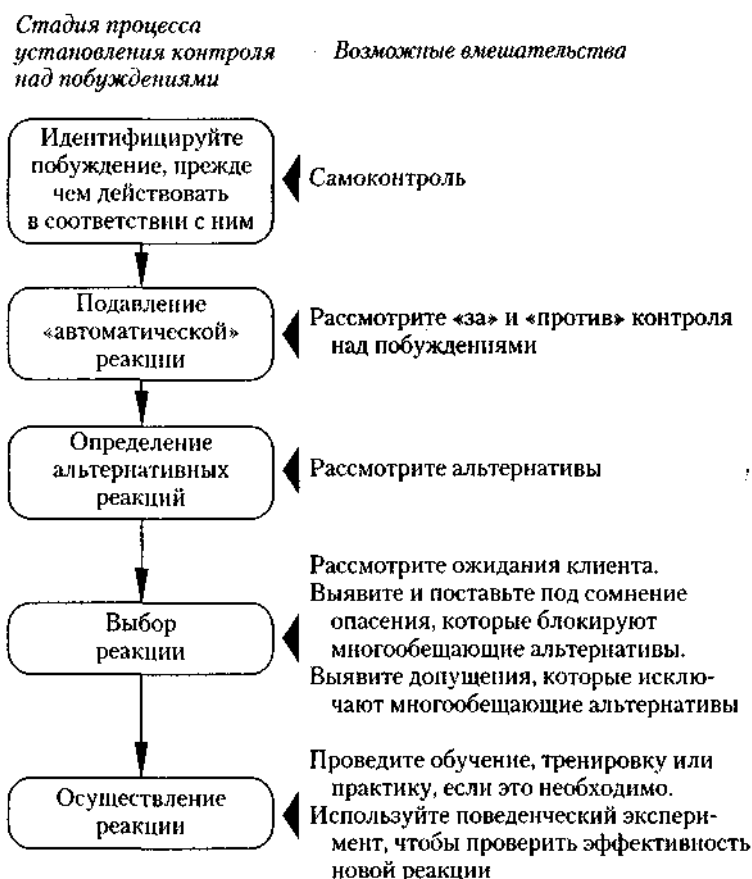 Стадия процесса
установления контроля
над побуждениями
Возможные вмешательства
Идентифицируйте
побуждение, прежде
чем действовать
в соответствии с ним
Самоконтроль
Подавление
«автоматической»
реакции
Рассмотрите «за» и «против» контроля
над побуждениями
Определение
альтернативных
реакций
Рассмотрите альтернативы
Выбор
реакции
Рассмотрите ожидания клиента.
Выявите и поставьте под сомнение
опасения, которые блокируют
многообещающие альтернативы.
Выявите допущения, которые исклю-
чают многообещающие альтернативы
Осуществление
реакции
Проведите обучение, тренировку или
практику, если это необходимо.
Используйте поведенческий экспери-
мент, чтобы проверить эффективность
новой реакции